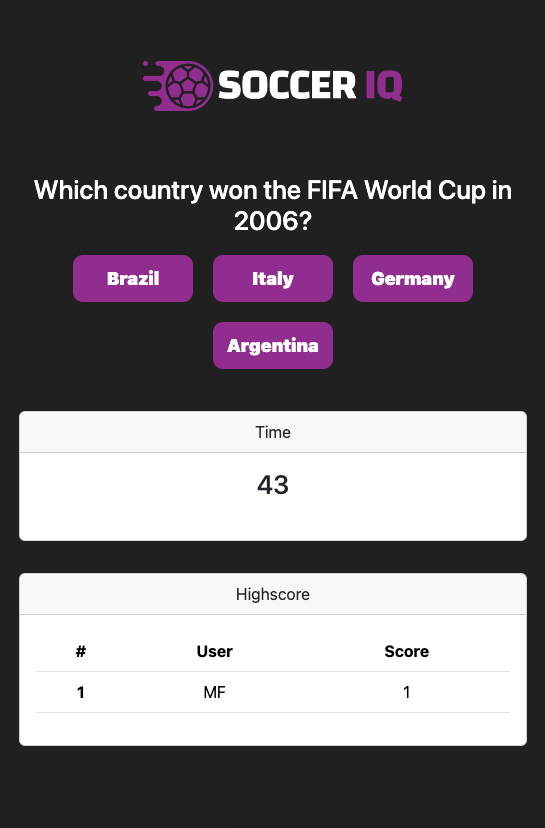 SOCCER IQ
Which country won the FIFA World Cup in
2006?
Brazil Italy Germany
Argentina
Time
43
Highscore
# User Score
1 MF 1